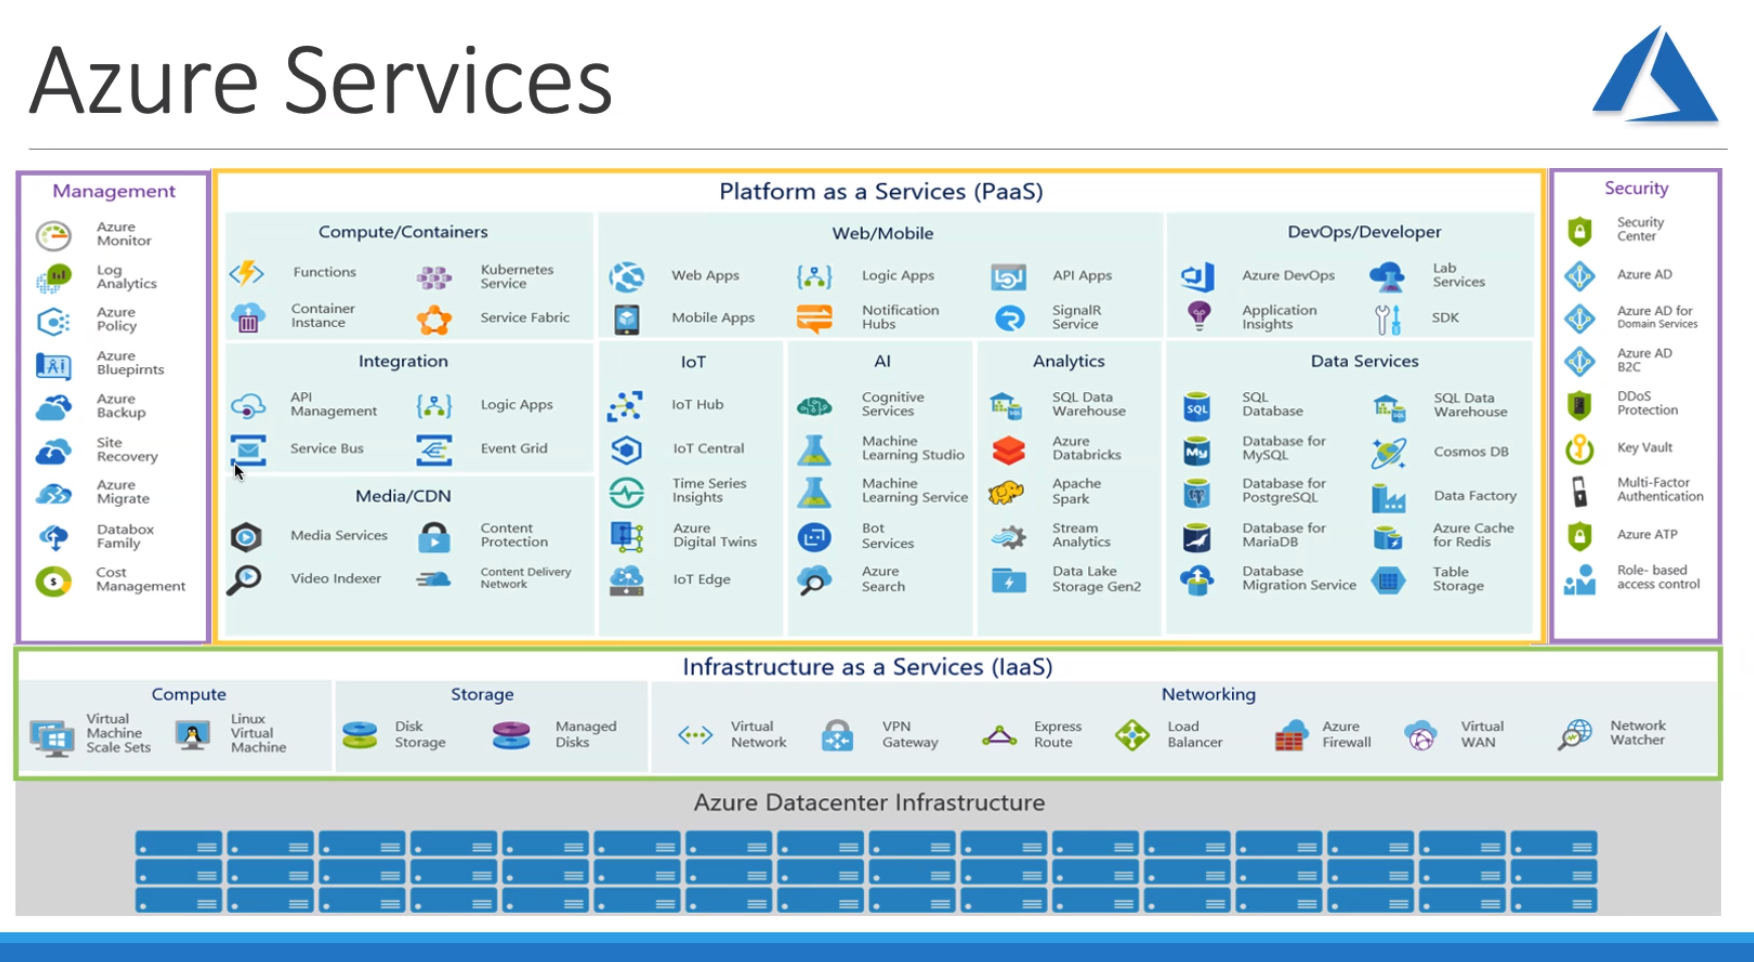 Azure Services
Management
Azure
Monitor
Log
Analytics
Azure
Policy
Azure
Bluepirnts
Azure
Backup
Site
Recovery
Azure
Migrate
Databox
Family
Cost
Management
Platform as a Services (PaaS)
Compute/Containers
Functions
Kubernetes
Service
Container
Instance
Service Fabric
Web/Mobile
Web Apps
Logic Apps
API Apps
Mobile Apps
Notification
Hubs
SignalR
Service
DevOps/Developer
Azure DevOps
Lab
Services
Application
Insights
SDK
Integration
API
Management
Logic Apps
Service Bus
Event Grid
Media/CDN
Media Services
Content
Protection
Video Indexer
Content Delivery
Network
IoT
IoT Hub
IoT Central
Time Series
Insights
Azure
Digital Twins
IoT Edge
AI
Cognitive
Services
Machine
Learning Studio
Machine
Learning Service
Bot
Services
Azure
Search
Analytics
SQL Data
Warehouse
Azure
Databricks
Apache
Spark
Stream
Analytics
Data Lake
Storage Gen2
Data Services
SQL
SQL
Database
SQL Data
Warehouse
My
Database for
MySQL
Cosmos DB
Database for
PostgreSQL
Data Factory
Database for
MariaDB
Azure Cache
for Redis
Database
Migration Service
Table
Storage
Security
Security
Center
Azure AD
Azure AD for
Domain Services
Azure AD
B2C
DDoS
Protection
Key Vault
Multi-Factor
Authentication
Azure ATP
Role- based
access control
Infrastructure as a Services (IaaS)
Compute
Virtual
Machine
Scale Sets
Linux
Virtual
Machine
Storage
Disk
Storage
Managed
Disks
Networking
Virtual
Network
VPN
Gateway
Express
Route
Load
Balancer
Azure
Firewall
Virtual
WAN
Network
Watcher
Azure Datacenter Infrastructure